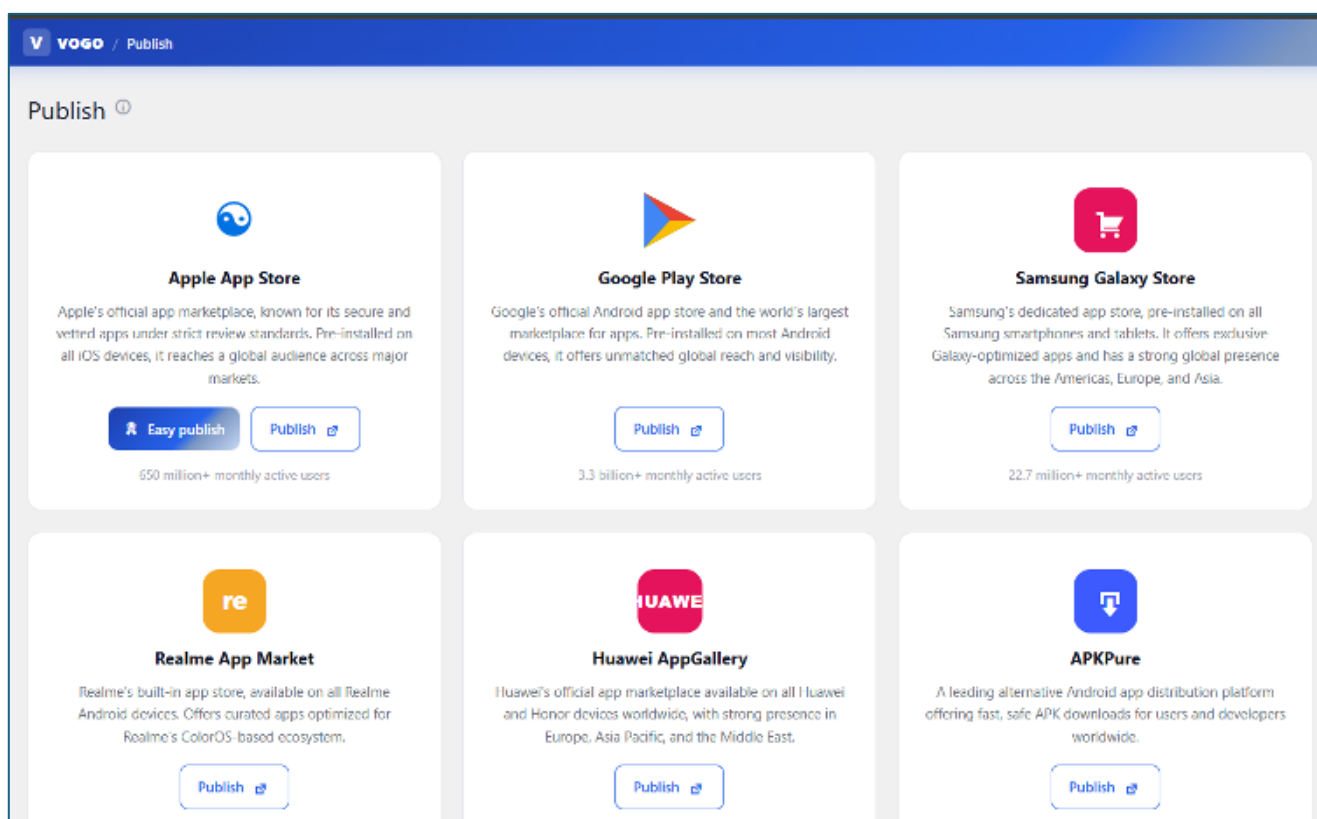 V VOGO / Publish
Publish
Apple App Store
Apple's official app marketplace, known for its secure and
vetted apps under strict review standards. Pre-installed on
all iOS devices, it reaches a global audience across major
markets.
Easy publish
Publish
650 million+ monthly active users
Google Play Store
Google's official Android app store and the world's largest
marketplace for apps. Pre-installed on most Android
devices, it offers unmatched global reach and visibility.
Publish
3.3 billion+ monthly active users
Samsung Galaxy Store
Samsung's dedicated app store, pre-installed on all
Samsung smartphones and tablets. It offers exclusive
Galaxy-optimized apps and has a strong global presence
across the Americas, Europe, and Asia.
Publish
22.7 million+ monthly active users
re
Realme App Market
Realme's built-in app store, available on all Realme
Android devices. Offers curated apps optimized for
Realme's ColorOS-based ecosystem.
Publish
HUAWE
Huawei AppGallery
Huawei's official app marketplace available on all Huawei
and Honor devices worldwide, with strong presence in
Europe, Asia Pacific, and the Middle East.
Publish
APKPure
A leading alternative Android app distribution platform
offering fast, safe APK downloads for users and developers
worldwide.
Publish